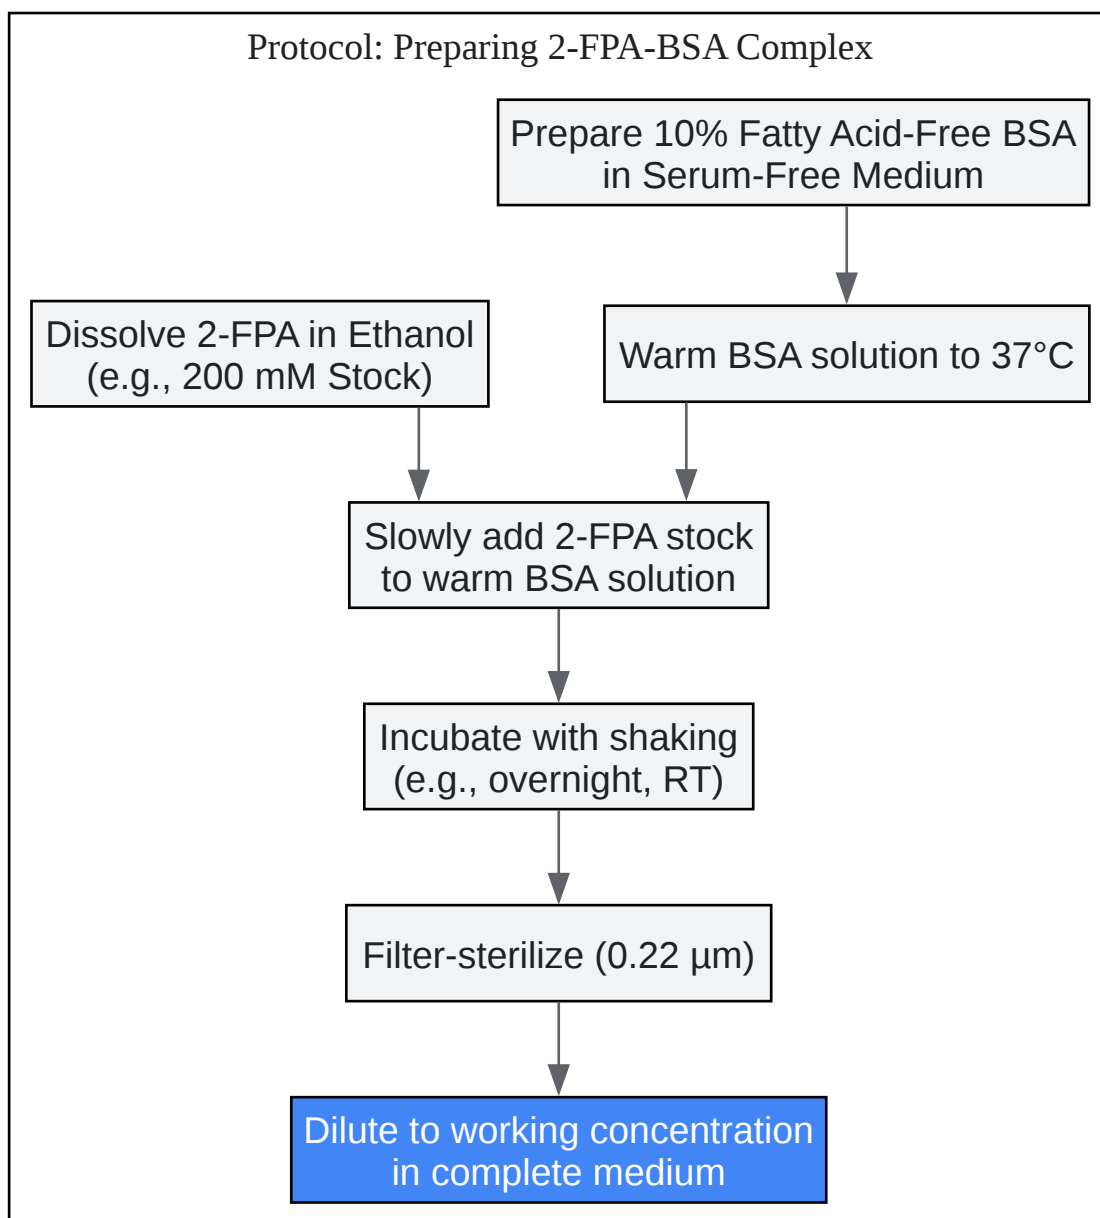 Protocol: Preparing 2-FPA-BSA Complex
Prepare 10% Fatty Acid-Free BSA
in Serum-Free Medium
Dissolve 2-FPA in Ethanol
(e.g., 200 mM Stock)
Warm BSA solution to 37°C
Slowly add 2-FPA stock
to warm BSA solution
Incubate with shaking
(e.g., overnight, RT)
Filter-sterilize (0.22 µm)
Dilute to working concentration
in complete medium